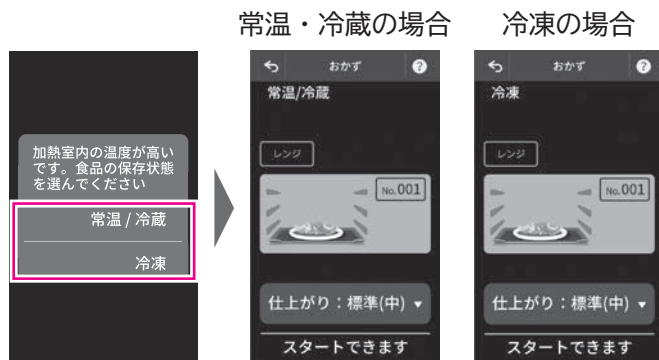 常温・冷蔵の場合
冷凍の場合
加熱室内の温度が高い
です。食品の保存状態
を選んでください
常温 / 冷蔵
冷凍
おかず
?
常温/冷蔵
レンジ
No.001
仕上がり：標準(中) ▼
スタートできます
おかず
?
冷凍
レンジ
No.001
仕上がり：標準(中) ▼
スタートできます